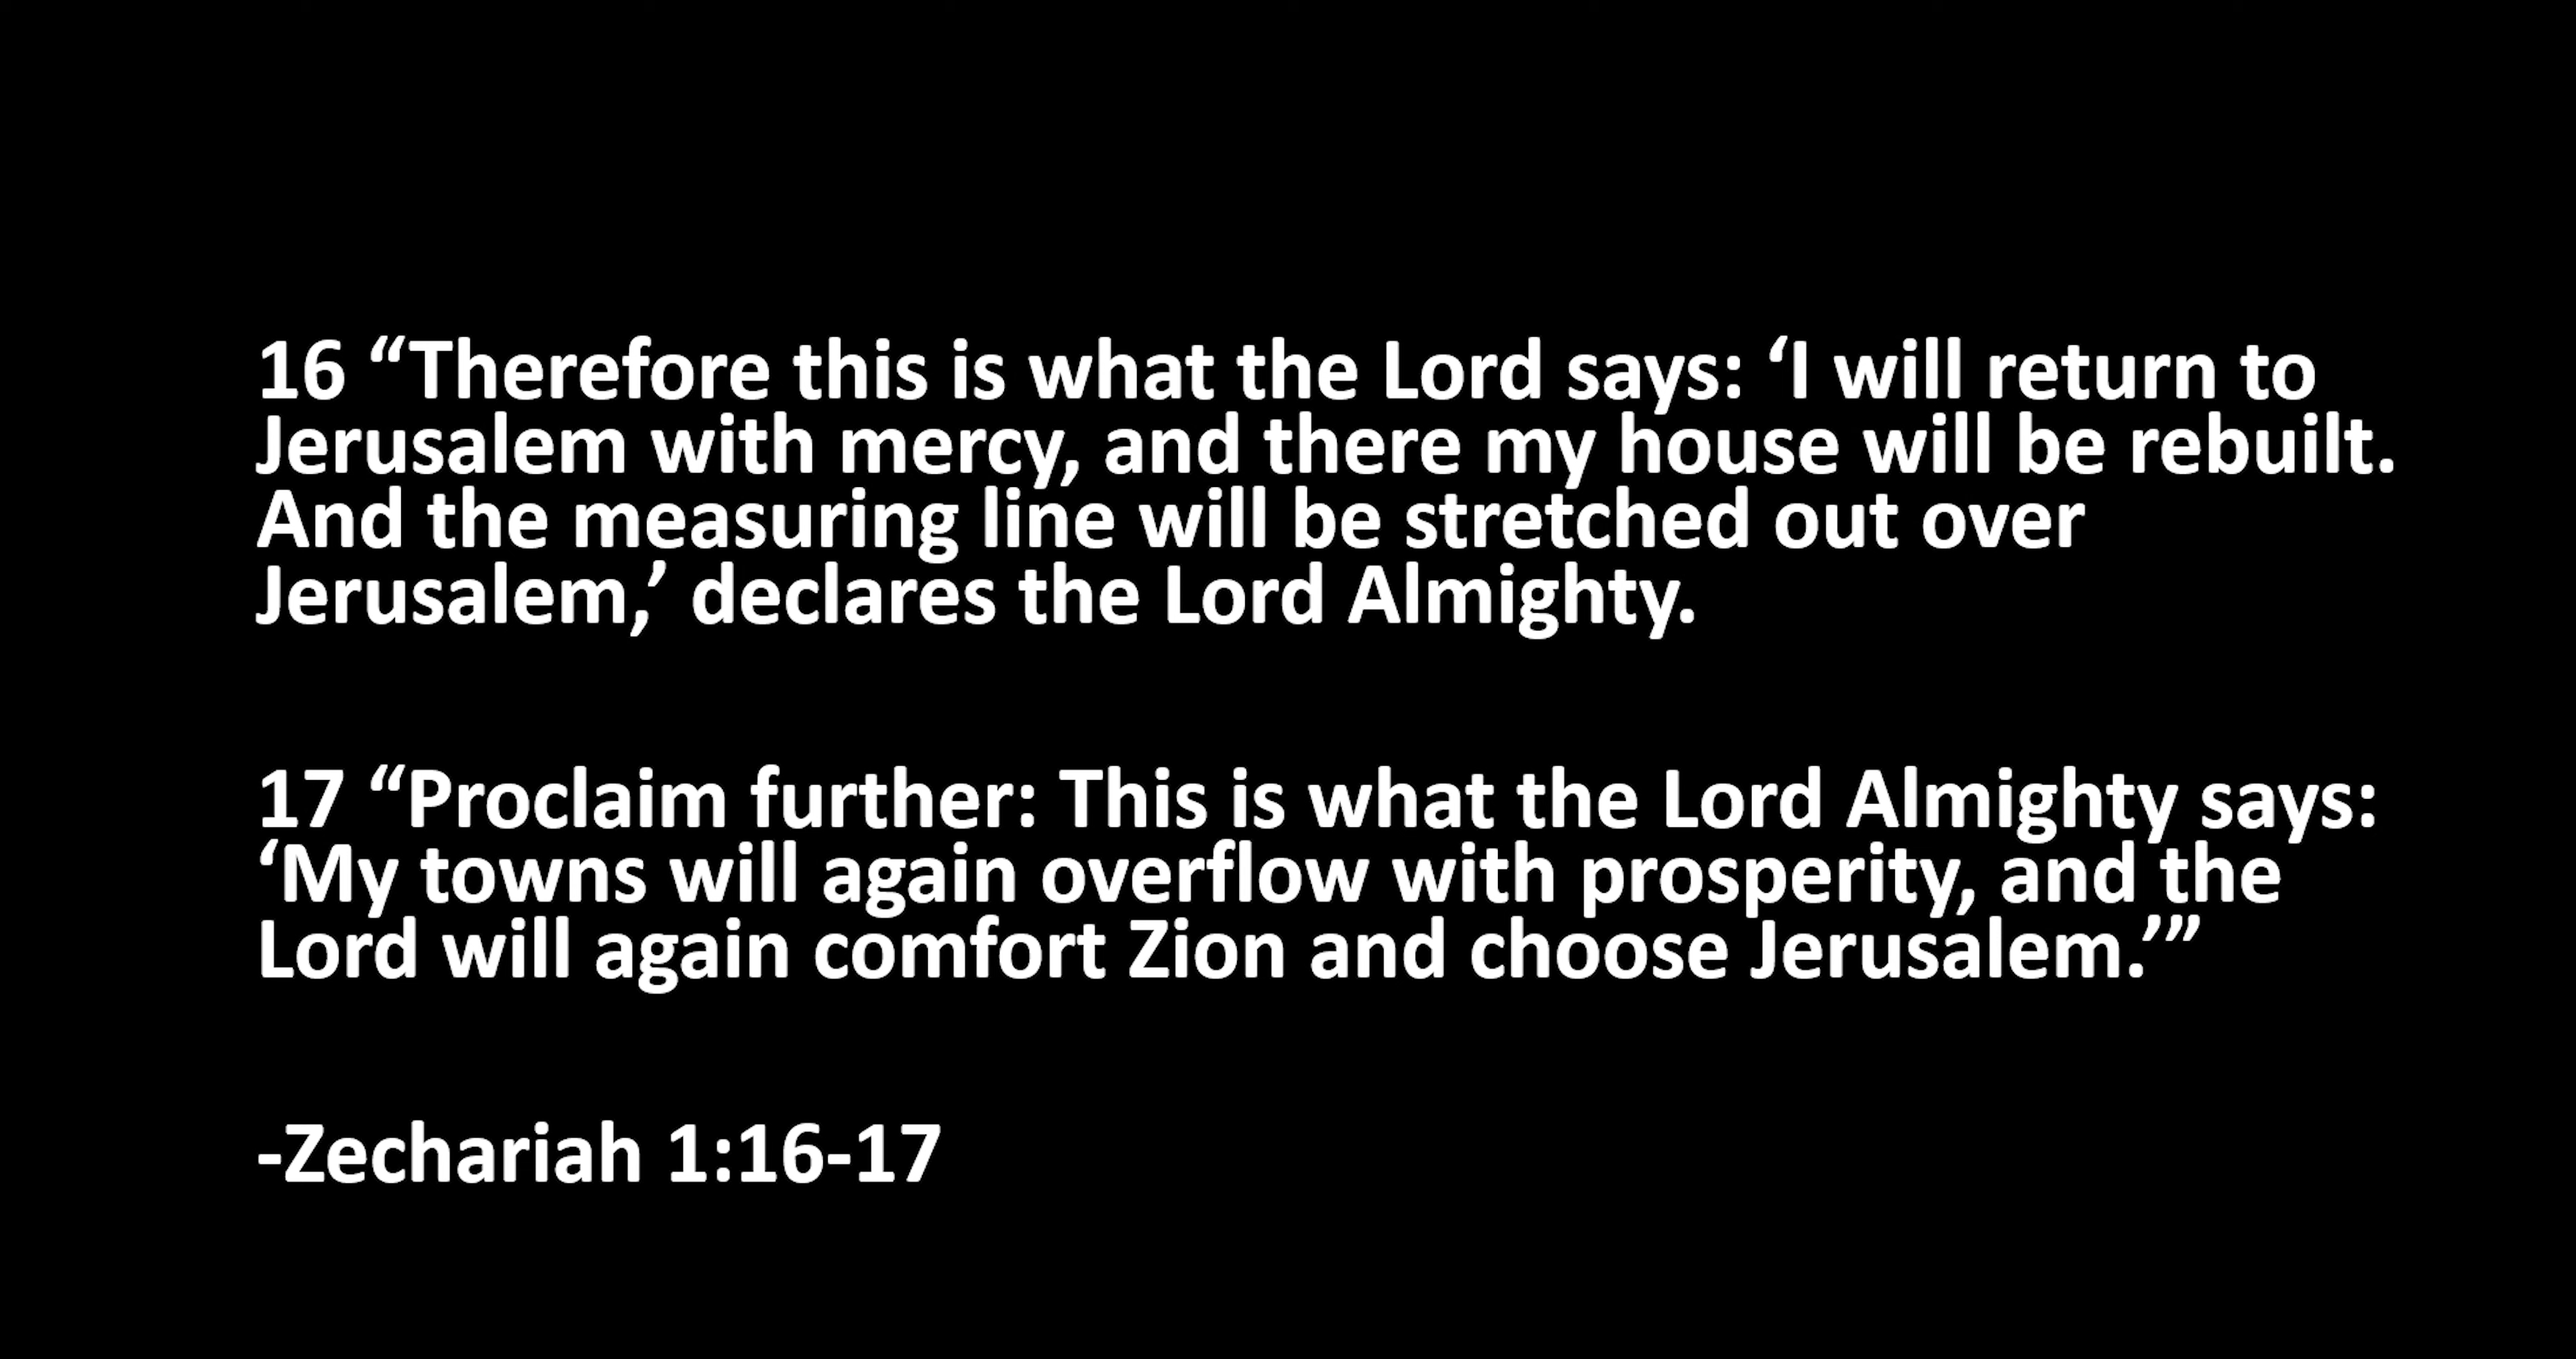 16 “Therefore this is what the Lord says: ‘I will return to
Jerusalem with mercy, and there my house will be rebuilt.
And the measuring line will be stretched out over
Jerusalem,’ declares the Lord Almighty.
17 “Proclaim further: This is what the Lord Almighty says:
‘My towns will again overflow with prosperity, and the
Lord will again comfort Zion and choose Jerusalem.’”
-Zechariah 1:16-17